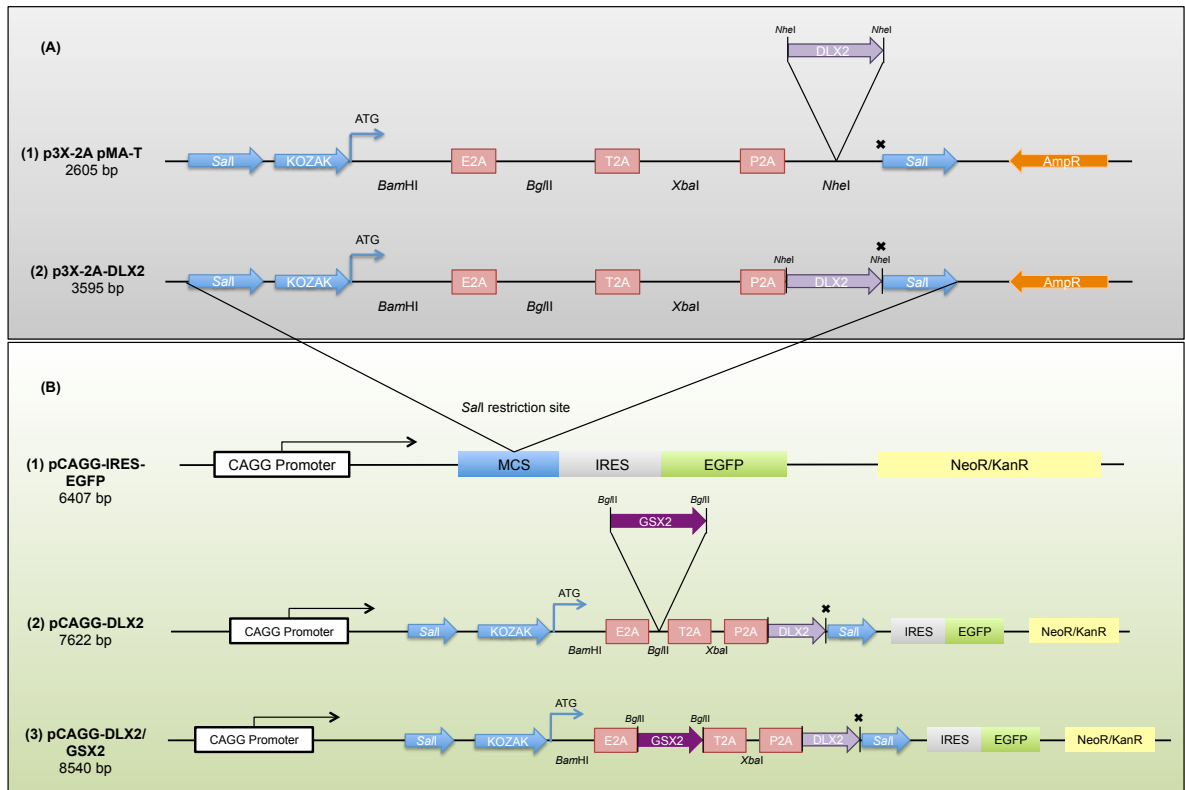 (A)
NheI NheI
DLX2
ATG
(1) p3X-2A pMA-T
2605 bp
SalI KOZAK E2A T2A P2A SalI AmpR
BamHI BglII XbaI NheI
ATG
(2) p3X-2A-DLX2
3595 bp
NheI NheI
SalI KOZAK E2A T2A P2A DLX2 SalI AmpR
BamHI BglII XbaI
(B)
SalI restriction site
(1) pCAGG-IRES-
EGFP
6407 bp
CAGG Promoter MCS IRES EGFP NeoR/KanR
BglII BglII
GSX2
ATG
(2) pCAGG-DLX2
7622 bp
CAGG Promoter SalI KOZAK E2A T2A P2A DLX2 SalI IRES EGFP NeoR/KanR
BamHI BglII XbaI
ATG
(3) pCAGG-DLX2/
GSX2
8540 bp
BglII BglII
CAGG Promoter SalI KOZAK E2A GSX2 T2A P2A DLX2 SalI IRES EGFP NeoR/KanR
BamHI XbaI